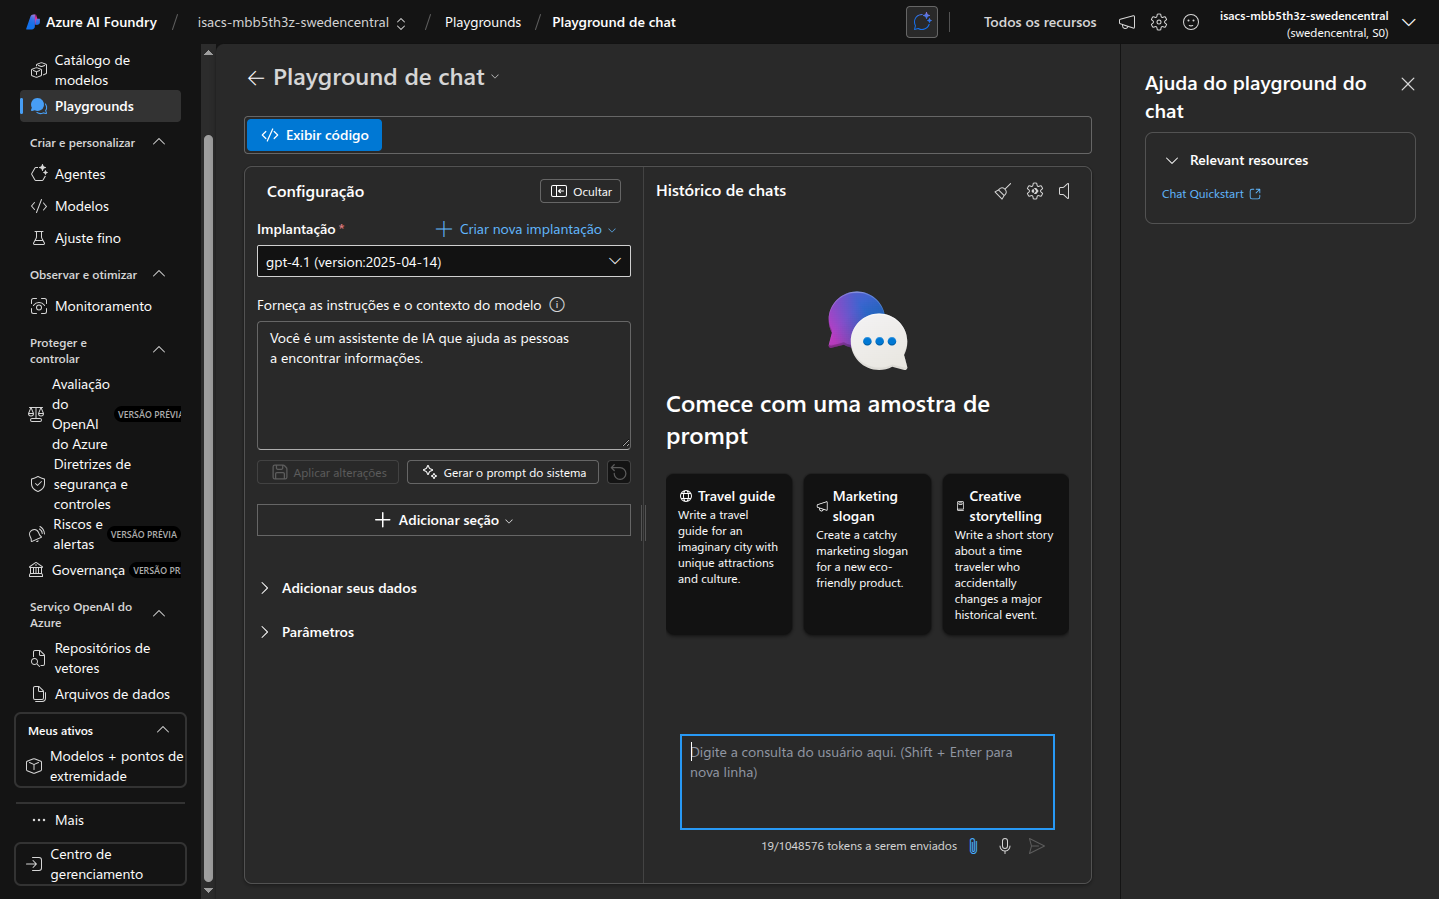 Azure AI Foundry / isacs-mbb5th3z-swedencentral / Playgrounds / Playground de chat
Todos os recursos
isacs-mbb5th3z-swedencentral
(swedencentral, S0)
Catálogo de
modelos
Playgrounds
Criar e personalizar
Agentes
Modelos
Ajuste fino
Observar e otimizar
Monitoramento
Proteger e
controlar
Avaliação
do
OpenAI
do Azure
VERSÃO PRÉVIA
Diretrizes de
segurança e
controles
Riscos e
alertas
VERSÃO PRÉVIA
Governança VERSÃO PR
Serviço OpenAI do
Azure
Repositórios de
vetores
Arquivos de dados
Meus ativos
Modelos + pontos de
extremidade
Mais
Centro de
gerenciamento
Playground de chat
Exibir código
Configuração
Ocultar
Implantação *
Criar nova implantação
gpt-4.1 (version:2025-04-14)
Forneça as instruções e o contexto do modelo
Você é um assistente de IA que ajuda as pessoas
a encontrar informações.
Aplicar alterações
Gerar o prompt do sistema
Adicionar seção
Adicionar seus dados
Parâmetros
Histórico de chats
Comece com uma amostra de
prompt
Travel guide
Write a travel
guide for an
imaginary city with
unique attractions
and culture.
Marketing
slogan
Create a catchy
marketing slogan
for a new eco-
friendly product.
Creative
storytelling
Write a short story
about a time
traveler who
accidentally
changes a major
historical event.
Digite a consulta do usuário aqui. (Shift + Enter para
nova linha)
19/1048576 tokens a serem enviados
Ajuda do playground do
chat
Relevant resources
Chat Quickstart